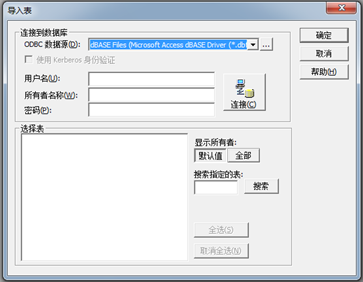 导入表
连接到数据库
ODBC 数据源(D): dBASE Files (Microsoft Access dBASE Driver (*.db ...
使用 Kerberos 身份验证
用户名(U):
所有者名称(W):
密码(P):
连接(C)
确定
取消
帮助(H)
选择表
显示所有者:
默认值 全部
搜索指定的表:
搜索
全选(S)
取消全选(N)